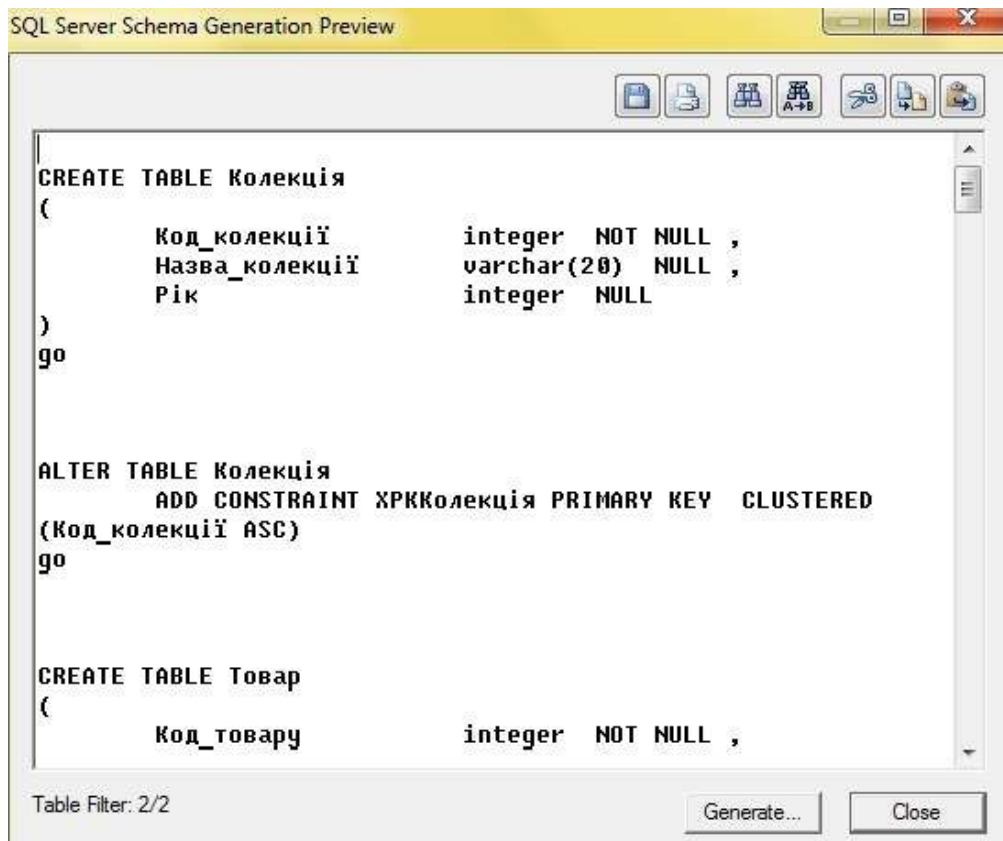 SQL Server Schema Generation Preview
A→B
CREATE TABLE Колекція
(
Код_колекції integer NOT NULL ,
Назва_колекції varchar(20) NULL ,
Рік integer NULL
)
go
ALTER TABLE Колекція
ADD CONSTRAINT XPKКолекція PRIMARY KEY CLUSTERED
(Код_колекції ASC)
go
CREATE TABLE Товар
(
Код_товару integer NOT NULL ,
Table Filter: 2/2
Generate...
Close